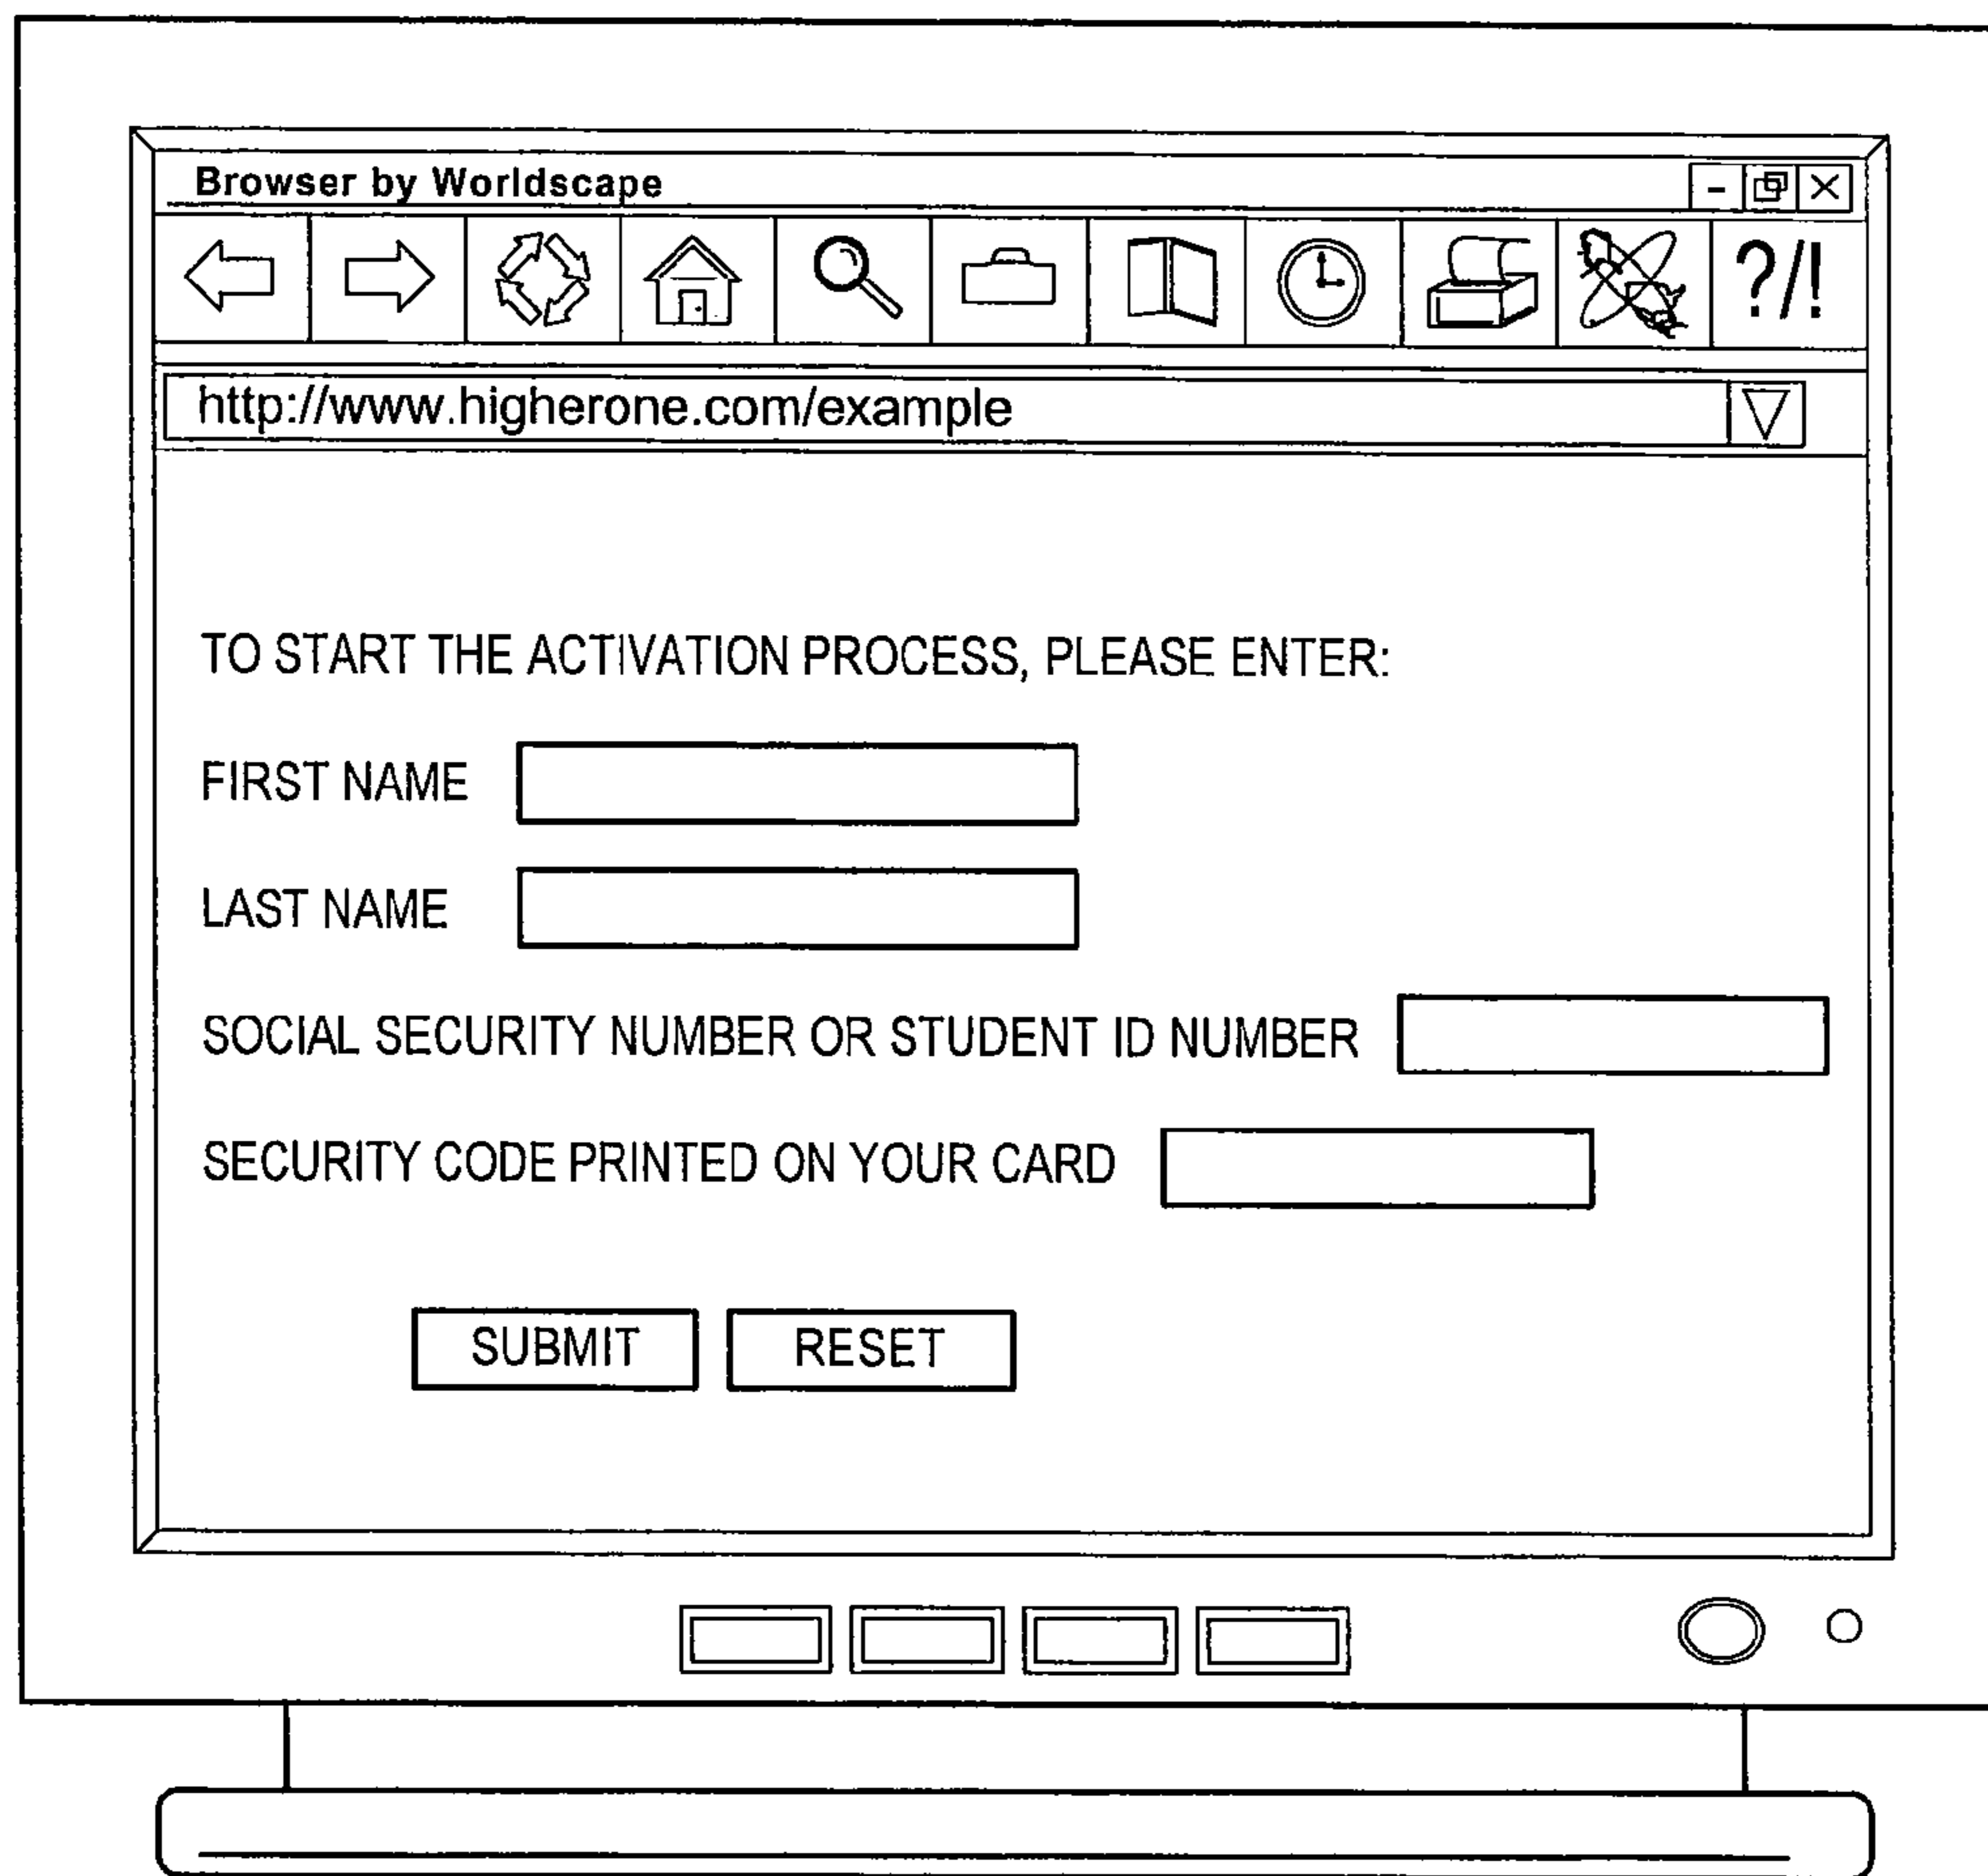 Browser by Worldscape
?/!
http://www.higherone.com/example
TO START THE ACTIVATION PROCESS, PLEASE ENTER:
FIRST NAME
LAST NAME
SOCIAL SECURITY NUMBER OR STUDENT ID NUMBER
SECURITY CODE PRINTED ON YOUR CARD
SUBMIT RESET